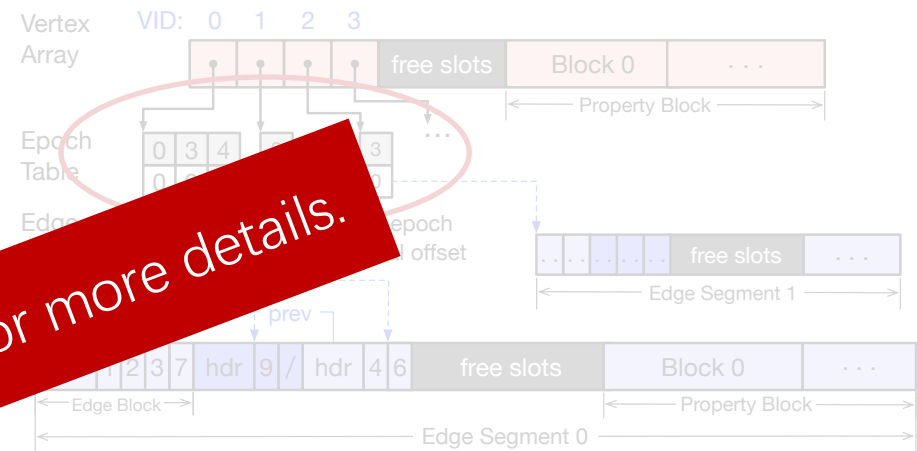 Vertex VID: 0 1 2 3
Array
free slots Block 0 . . .
Property Block
...
Epoch 0 3 4 3
Table 0 0
Edge epoch
offset
or more details.
. . . . . . . . . . free slots . . .
Edge Segment 1
prev
1 2 3 7 hdr 9 / hdr 4 6 free slots Block 0 . . .
Edge Block Property Block
Edge Segment 0